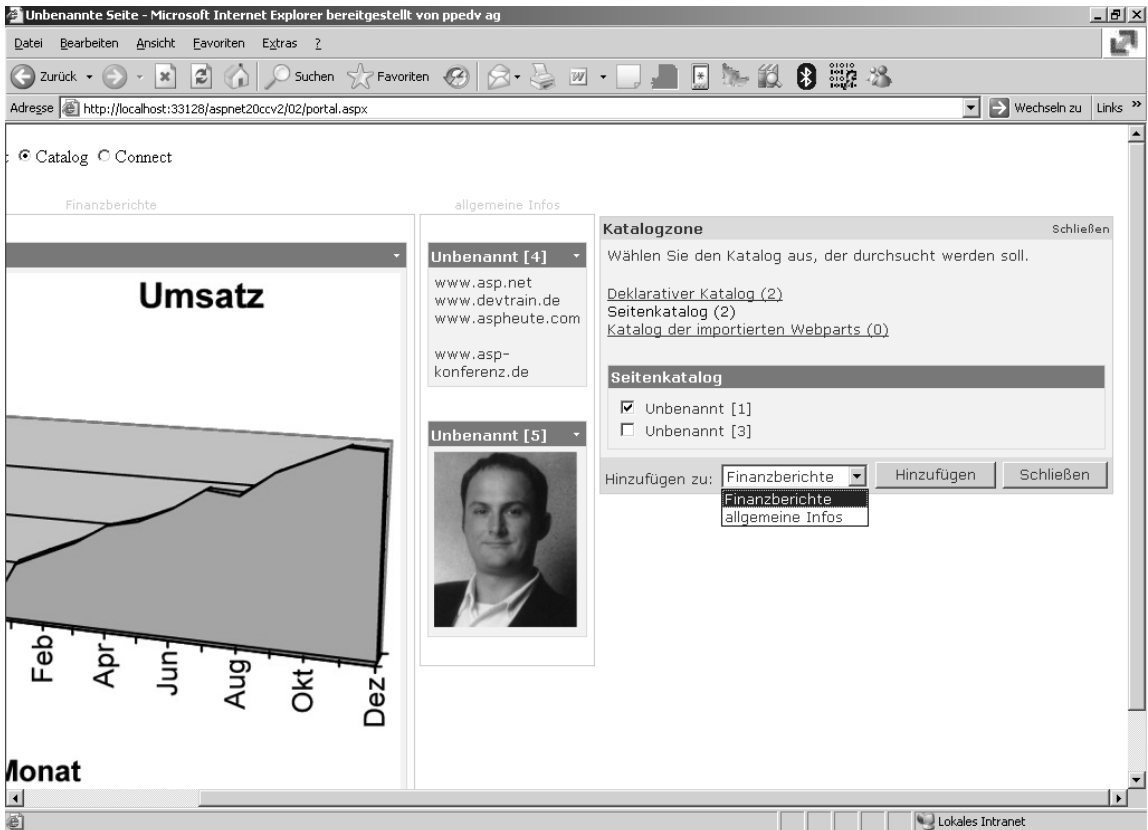 Unbenannte Seite - Microsoft Internet Explorer bereitgestellt von ppedv ag
Datei Bearbeiten Ansicht Favoriten Extras ?
Zurück Suchen Favoriten
Adresse http://localhost:33128/aspnet20ccv2/02/portal.aspx Wechseln zu Links »
Catalog Connect
Finanzberichte
allgemeine Infos
Umsatz
Feb
Apr
Jun
Aug
Okt
Dez
Monat
Unbenannt [4]
www.asp.net
www.devtrain.de
www.aspheute.com
www.asp-
konferenz.de
Unbenannt [5]
Katalogzone Schließen
Wählen Sie den Katalog aus, der durchsucht werden soll.
Deklarativer Katalog (2)
Seitenkatalog (2)
Katalog der importierten Webparts (0)
Seitenkatalog
Unbenannt [1]
Unbenannt [3]
Hinzufügen zu: Finanzberichte Hinzufügen Schließen
Finanzberichte
allgemeine Infos
Lokales Intranet